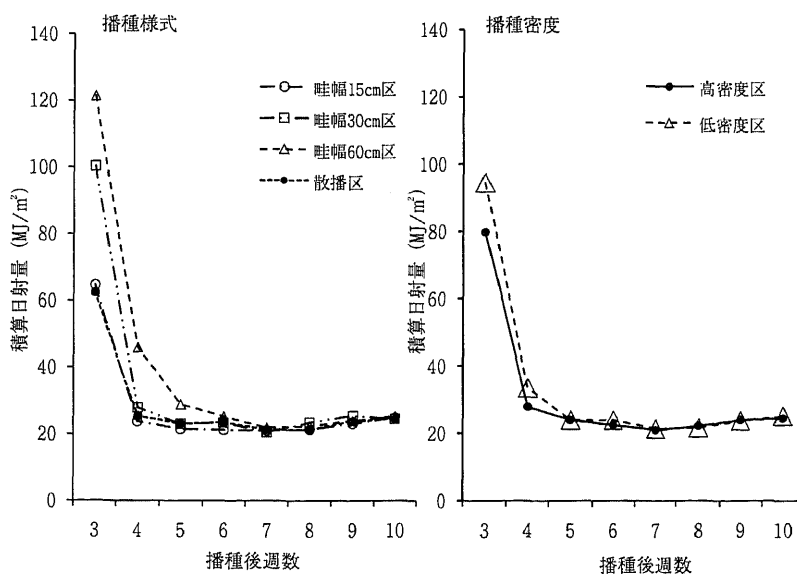 播種様式
140
120
100
80
60
40
20
0
積算日射量 (MJ/m²)
畦幅15cm区
畦幅30cm区
畦幅60cm区
散播区
3 4 5 6 7 8 9 10
播種後週数
播種密度
140
120
100
80
60
40
20
0
積算日射量 (MJ/m²)
高密度区
低密度区
3 4 5 6 7 8 9 10
播種後週数